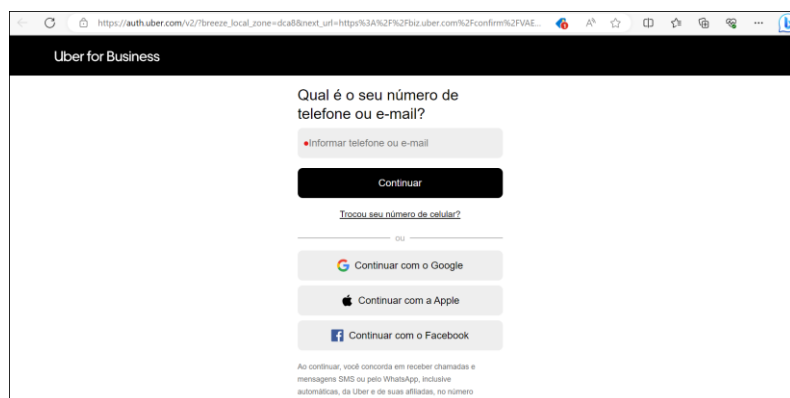 https://auth.uber.com/v2/?breeze_local_zone=dca8&next_url=https%3A%2F%2Fbiz.uber.com%2Fconfirm%2FVAE...
Uber for Business
Qual é o seu número de
telefone ou e-mail?
Informar telefone ou e-mail
Continuar
Trocou seu número de celular?
ou
Continuar com o Google
Continuar com a Apple
Continuar com o Facebook
Ao continuar, você concorda em receber chamadas e
mensagens SMS ou pelo WhatsApp, inclusive
automáticas, da Uber e de suas afiliadas, no número